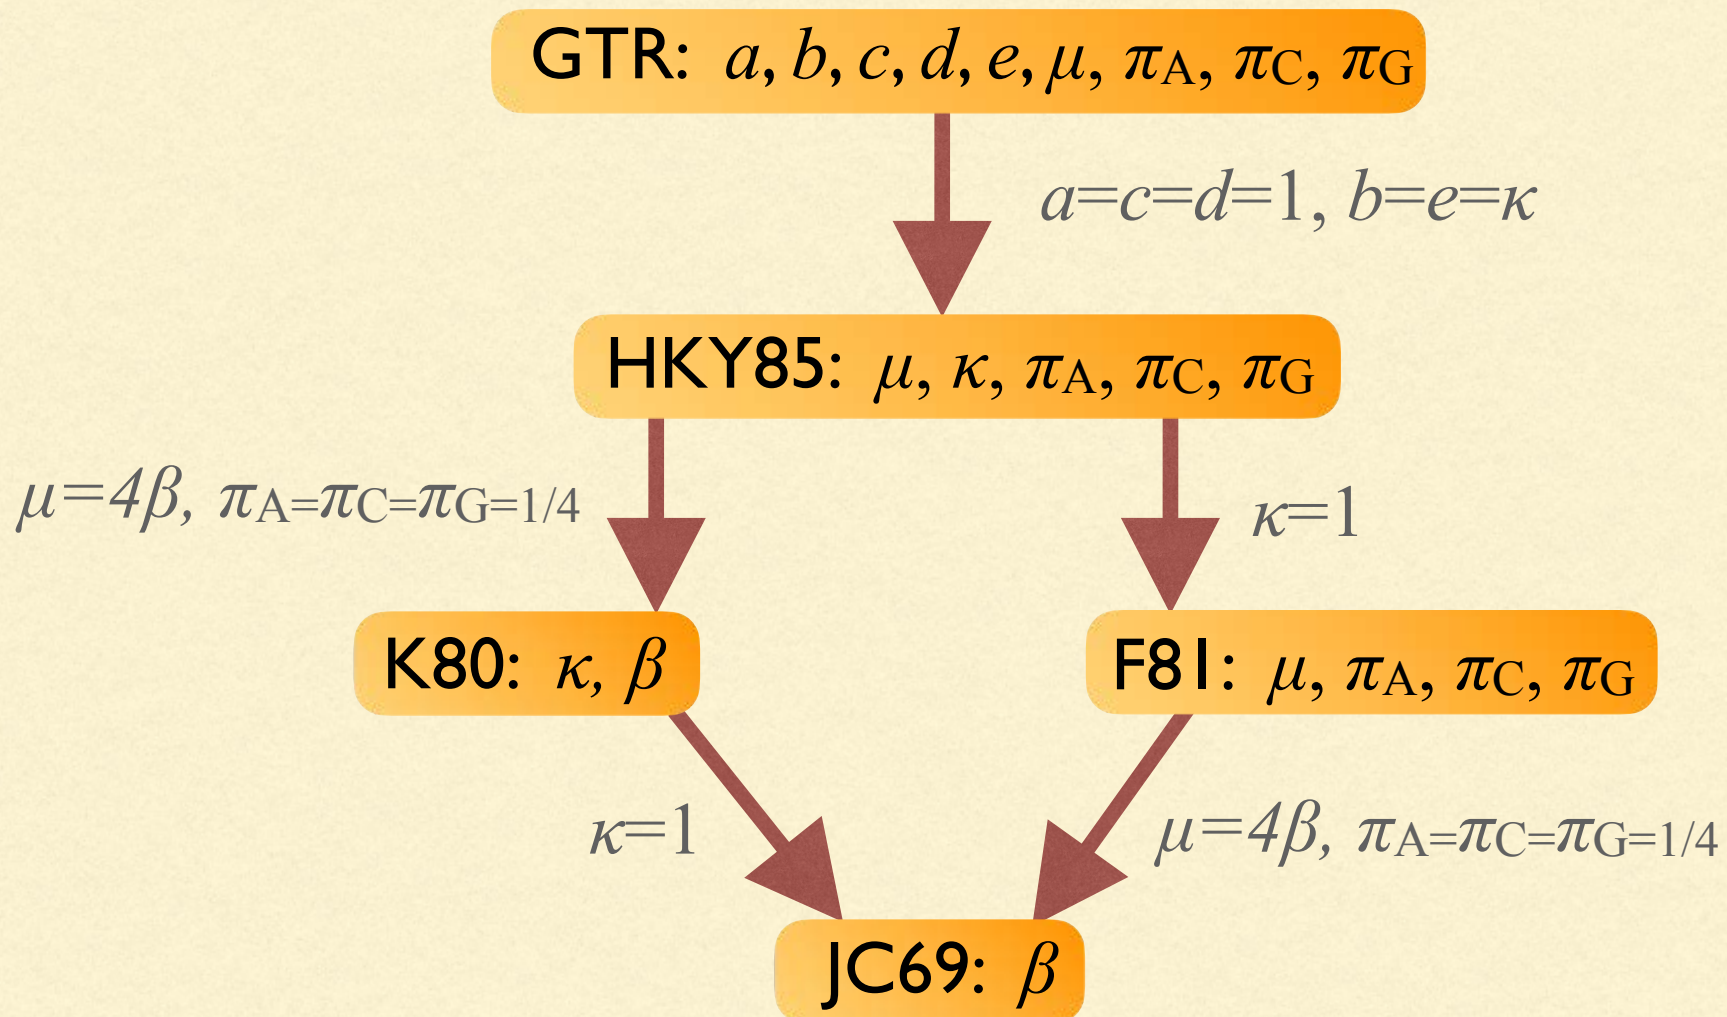 GTR: a, b, c, d, e, μ, πA, πC, πG
a=c=d=1, b=e=κ
HKY85: μ, κ, πA, πC, πG
μ=4β, πA=πC=πG=1/4
κ=1
K80: κ, β
F81: μ, πA, πC, πG
κ=1
μ=4β, πA=πC=πG=1/4
JC69: β